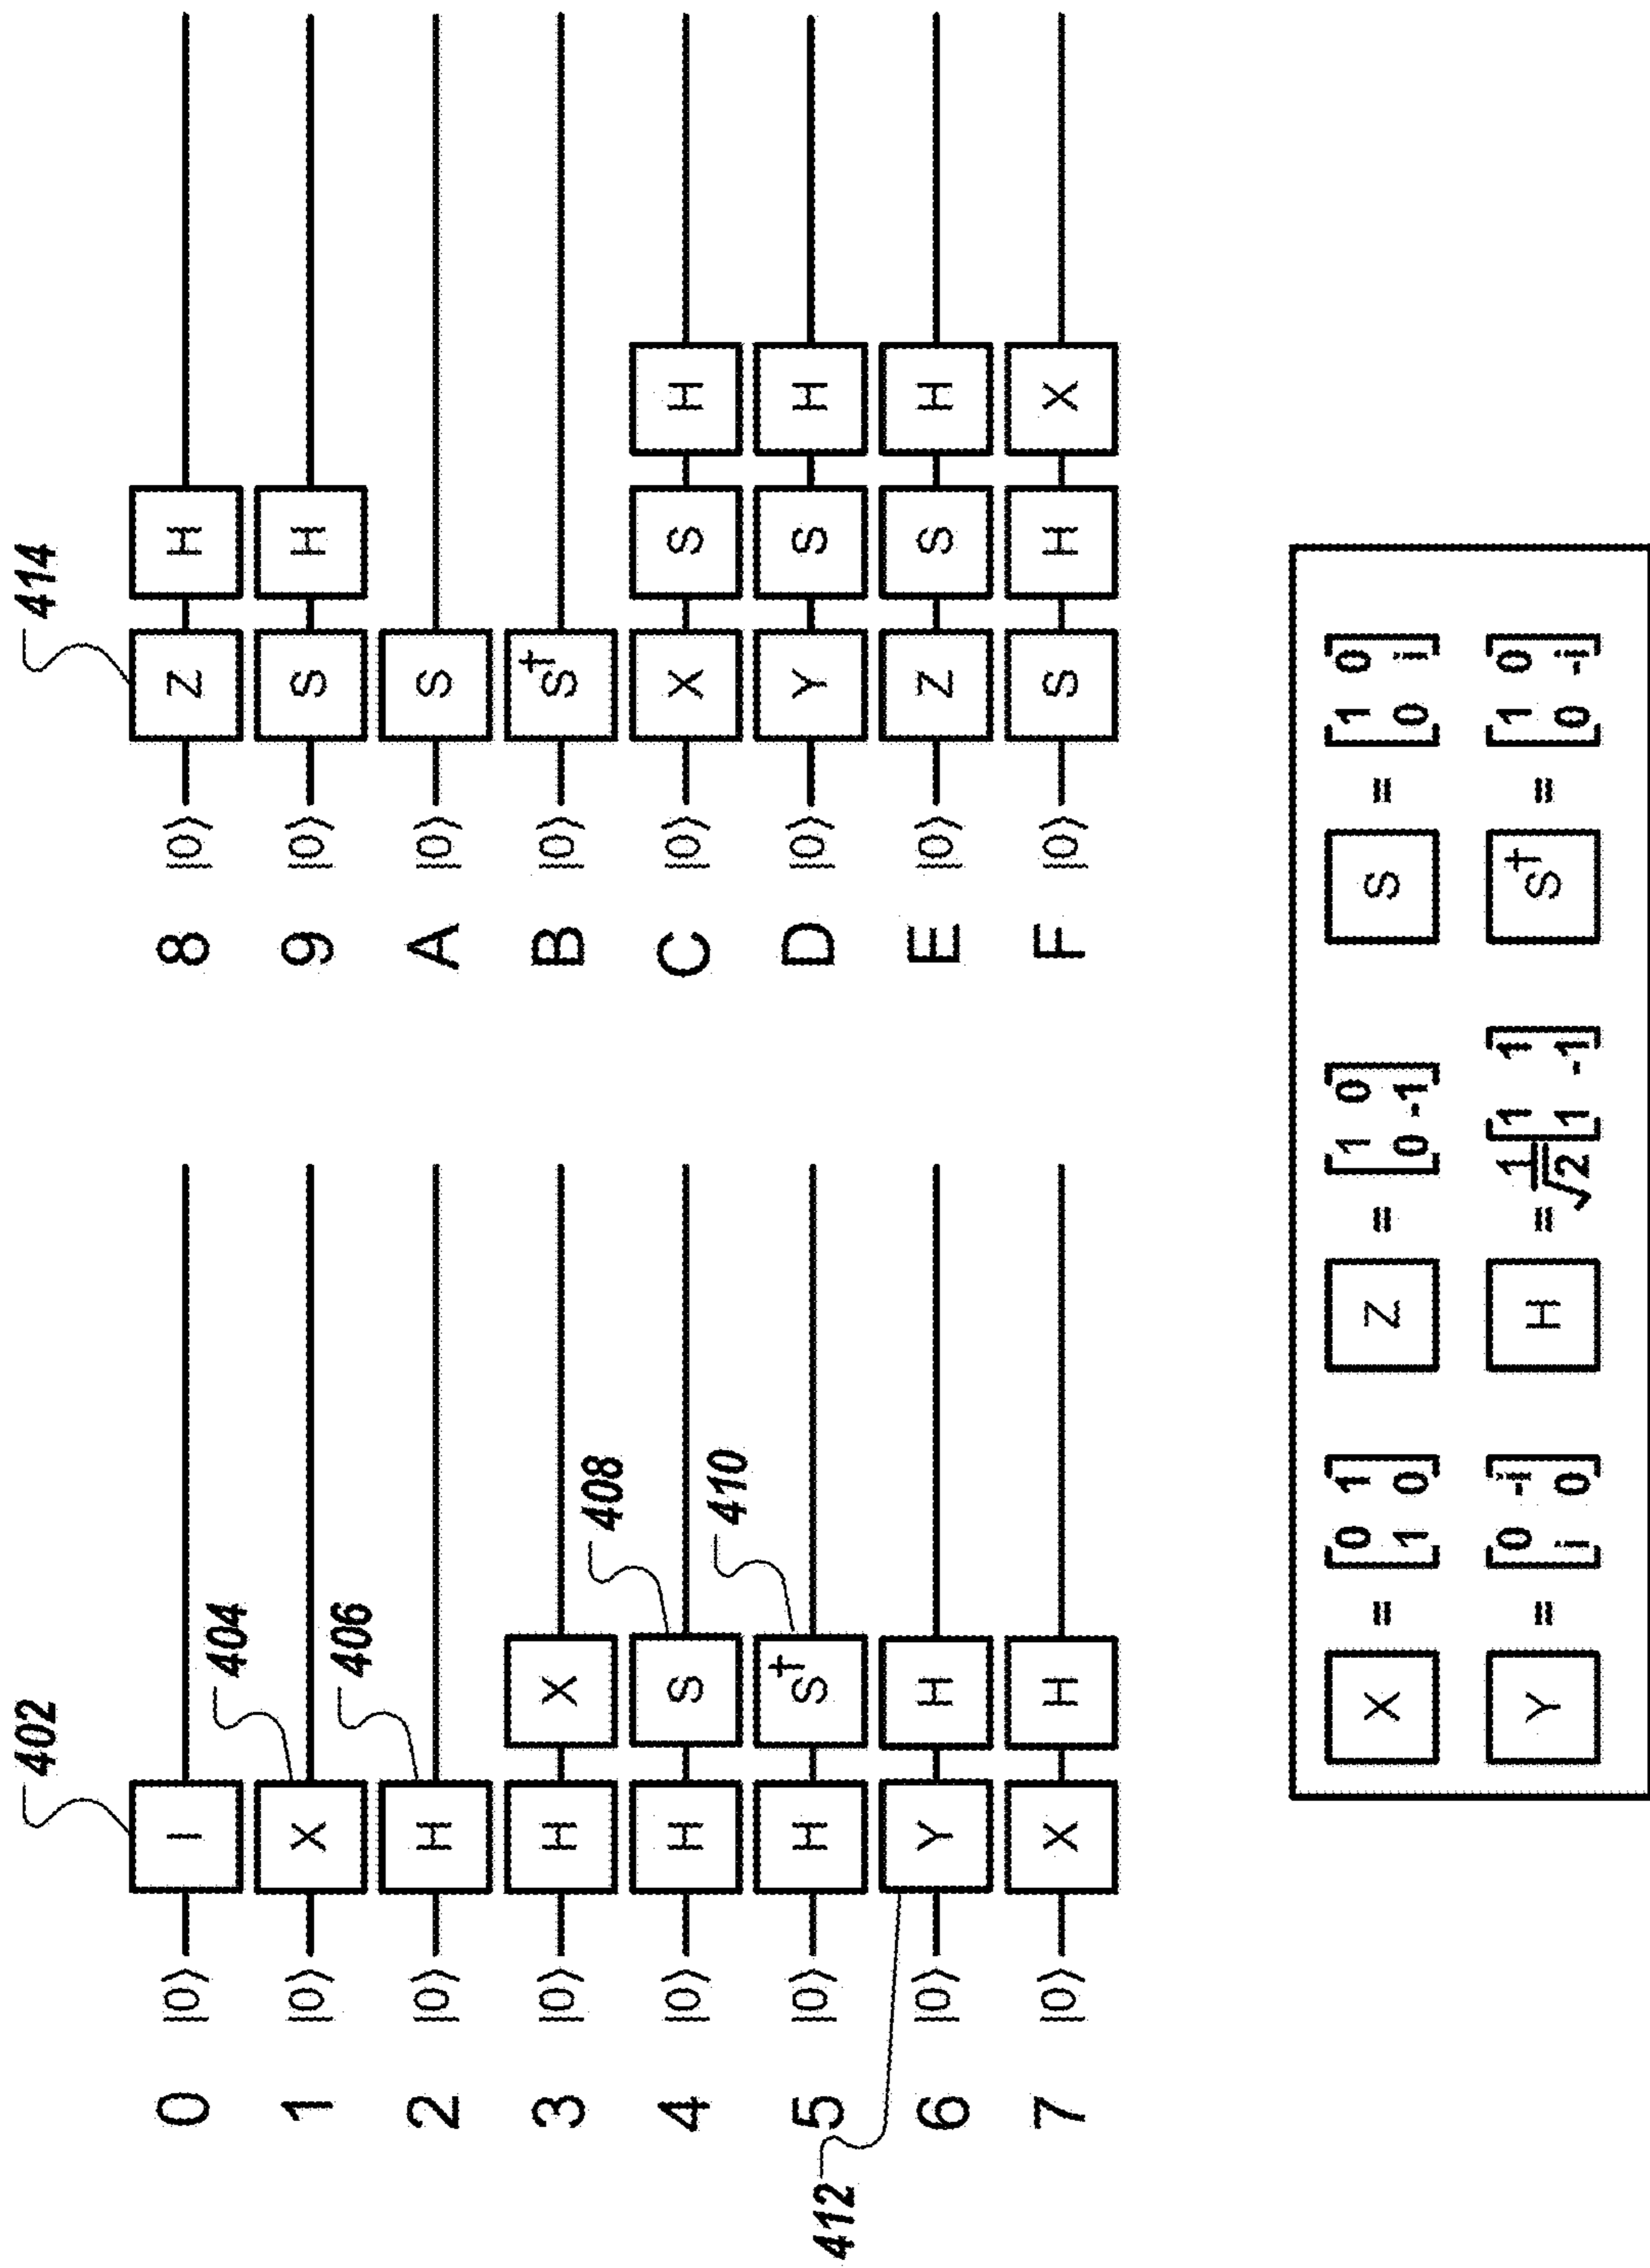 402
0 |0⟩ I
404
1 |0⟩ X
406
2 |0⟩ H
3 |0⟩ H X
408
4 |0⟩ H S
410
5 |0⟩ H S†
412
6 |0⟩ Y H
7 |0⟩ X H
414
8 |0⟩ Z H
9 |0⟩ S H
A |0⟩ S
B |0⟩ S†
C |0⟩ X S H
D |0⟩ Y S H
E |0⟩ Z S H
F |0⟩ S H X
X = [0 1
1 0]
Z = [1 0
0 -1]
S = [1 0
0 i]
Y = [0 -i
i 0]
H = 1/√2 [1 1
1 -1]
S† = [1 0
0 -i]